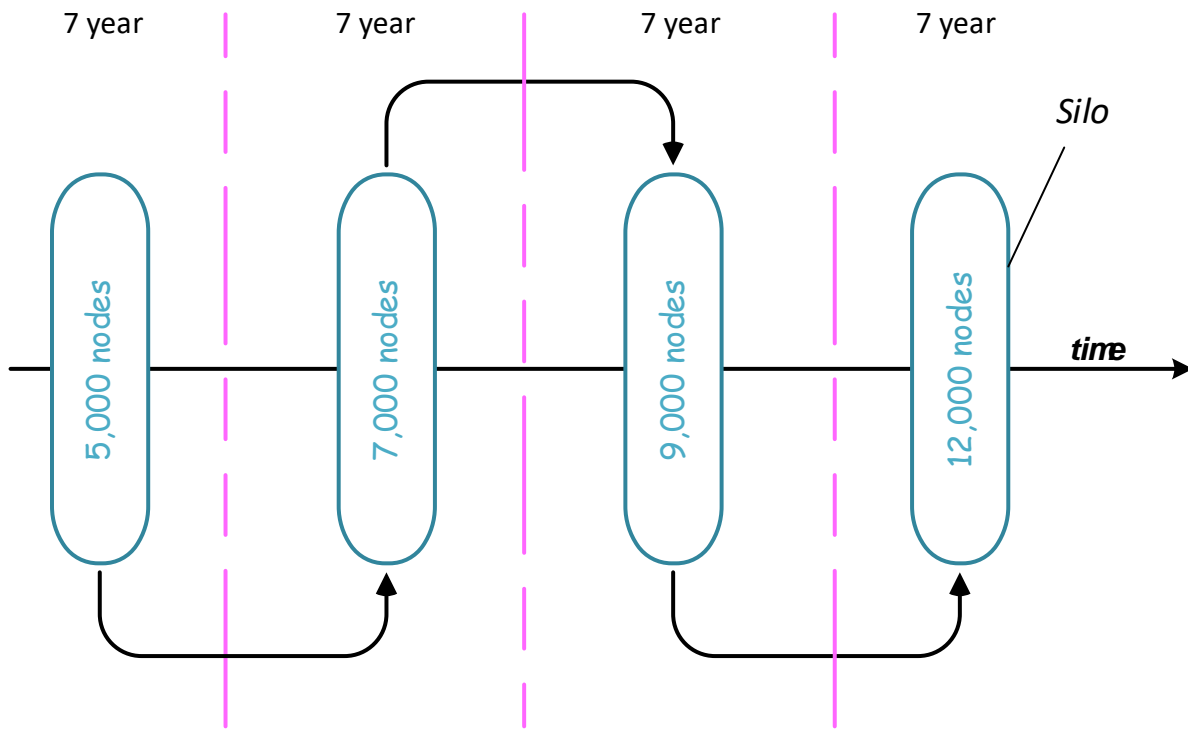 7 year
7 year
7 year
7 year
Silo
5,000 nodes
7,000 nodes
9,000 nodes
12,000 nodes
time